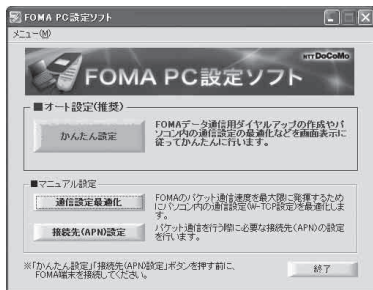 FOMA PC設定ソフト
メニュー(M)
NTT DoCoMo
FOMA PC設定ソフト
■オート設定(推奨)
かんたん設定
FOMAデータ通信用ダイヤルアップの作成やパ
ソコン内の通信設定の最適化などを画面表示に
従ってかんたんに行います。
■マニュアル設定
通信設定最適化
FOMAのパケット通信速度を最大限に発揮するため
にパソコン内の通信設定(W-TCP設定)を最適化しま
す。
接続先(APN)設定
パケット通信を行う際に必要な接続先(APN)の設定
を行います。
※「かんたん設定」「接続先(APN)設定」ボタンを押す前に、
FOMA端末を接続してください。
終了